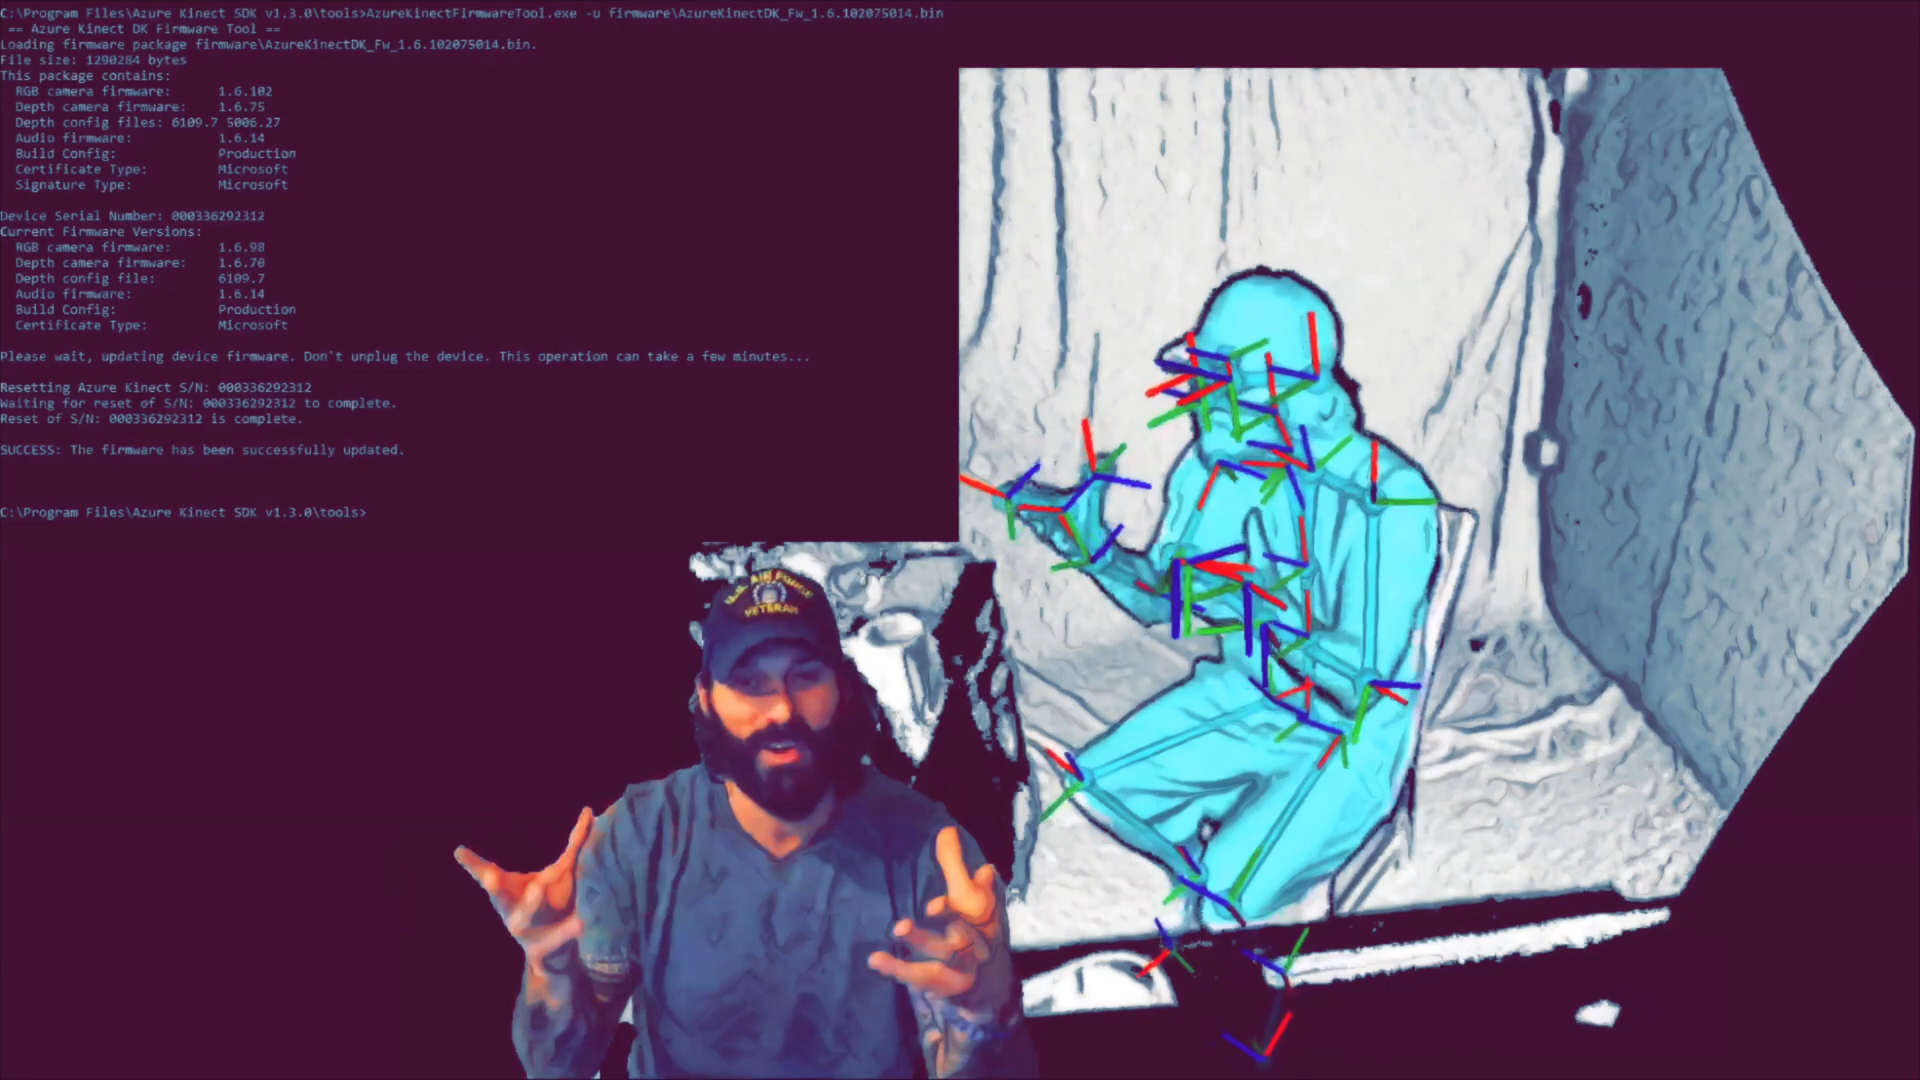 C:\Program Files\Azure Kinect SDK v1.3.0\tools>AzureKinectFirmwareTool.exe -u firmware\AzureKinectDK_Fw_1.6.102075014.bin
== Azure Kinect DK Firmware Tool ==
Loading firmware package firmware\AzureKinectDK_Fw_1.6.102075014.bin.
File size: 1290284 bytes
This package contains:
RGB camera firmware: 1.6.102
Depth camera firmware: 1.6.75
Depth config files: 6109.7 5006.27
Audio firmware: 1.6.14
Build Config: Production
Certificate Type: Microsoft
Signature Type: Microsoft
Device Serial Number: 000336292312
Current Firmware Versions:
RGB camera firmware: 1.6.98
Depth camera firmware: 1.6.70
Depth config file: 6109.7
Audio firmware: 1.6.14
Build Config: Production
Certificate Type: Microsoft
Please wait, updating device firmware. Don't unplug the device. This operation can take a few minutes...
Resetting Azure Kinect S/N: 000336292312
Waiting for reset of S/N: 000336292312 to complete.
Reset of S/N: 000336292312 is complete.
SUCCESS: The firmware has been successfully updated.
C:\Program Files\Azure Kinect SDK v1.3.0\tools>
U.S. AIR FORCE
VETERAN